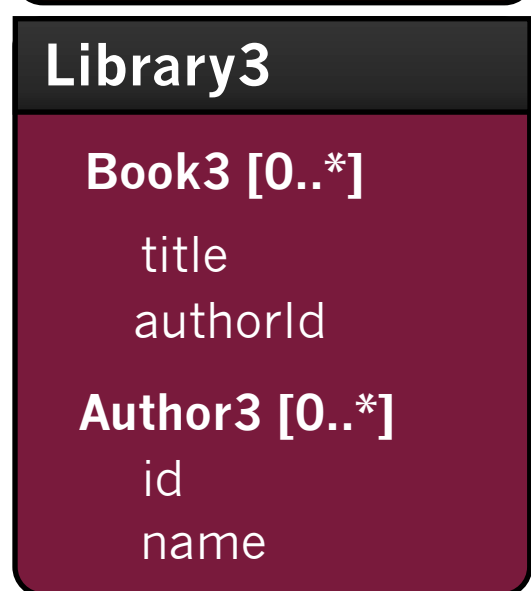 Library3
Book3 [0..*]
title
authorId
Author3 [0..*]
id
name